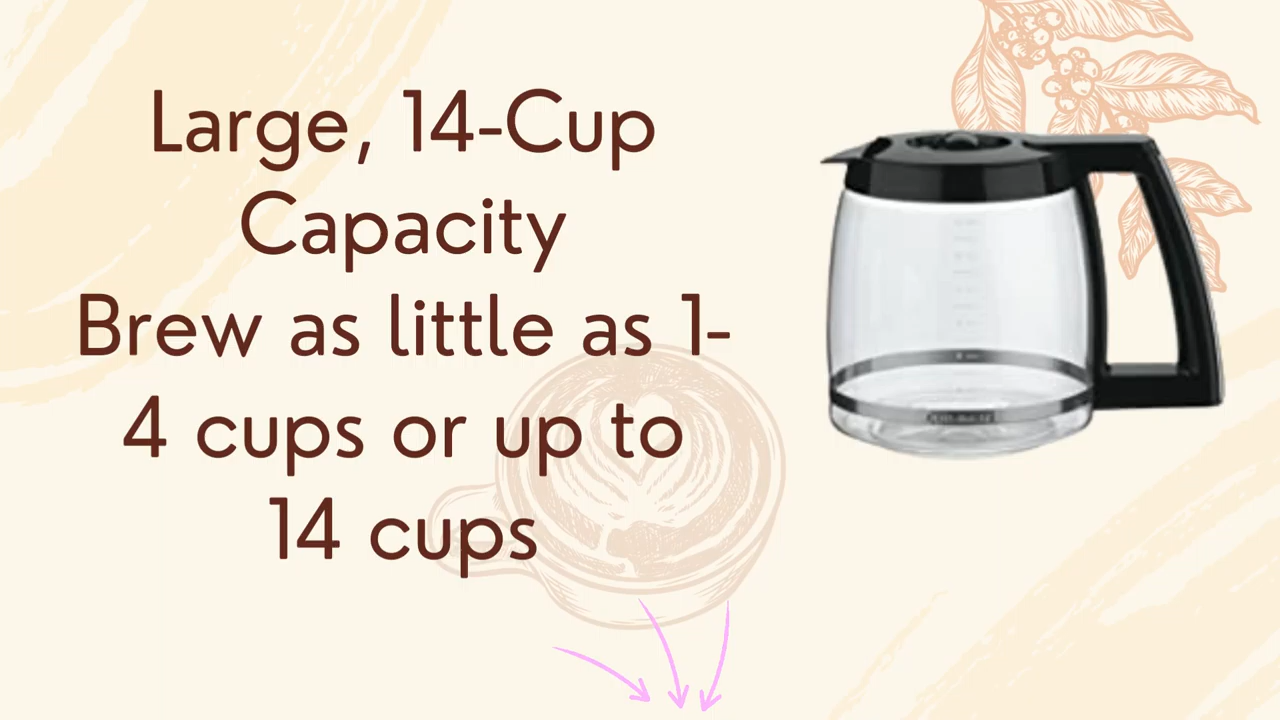 Large, 14-Cup
Capacity
Brew as little as 1-
4 cups or up to
14 cups